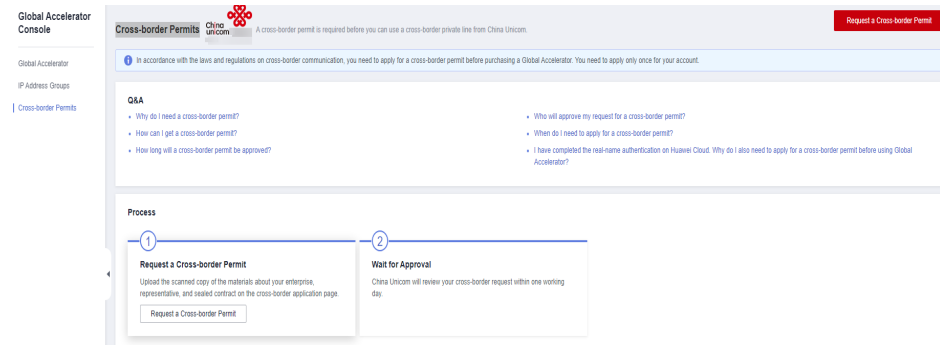 Global Accelerator
Console
Global Accelerator
IP Address Groups
Cross-border Permits
Cross-border Permits
China
unicom
A cross-border permit is required before you can use a cross-border private line from China Unicom.
Request a Cross-border Permit
In accordance with the laws and regulations on cross-border communication, you need to apply for a cross-border permit before purchasing a Global Accelerator. You need to apply only once for your account.
Q&A
Why do I need a cross-border permit?
Who will approve my request for a cross-border permit?
How can I get a cross-border permit?
When do I need to apply for a cross-border permit?
How long will a cross-border permit be approved?
I have completed the real-name authentication on Huawei Cloud. Why do I also need to apply for a cross-border permit before using Global
Accelerator?
Process
1
Request a Cross-border Permit
Upload the scanned copy of the materials about your enterprise,
representative, and sealed contract on the cross-border application page.
Request a Cross-border Permit
2
Wait for Approval
China Unicom will review your cross-border request within one working
day.